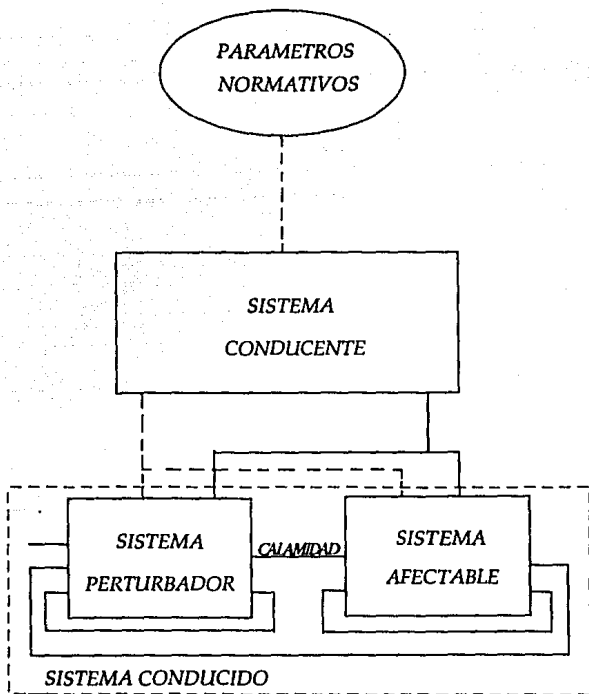 PARAMETROS
NORMATIVOS
SISTEMA
CONDUCENTE
SISTEMA
PERTURBADOR
CALAMIDAD
SISTEMA
AFECTABLE
SISTEMA CONDUCIDO